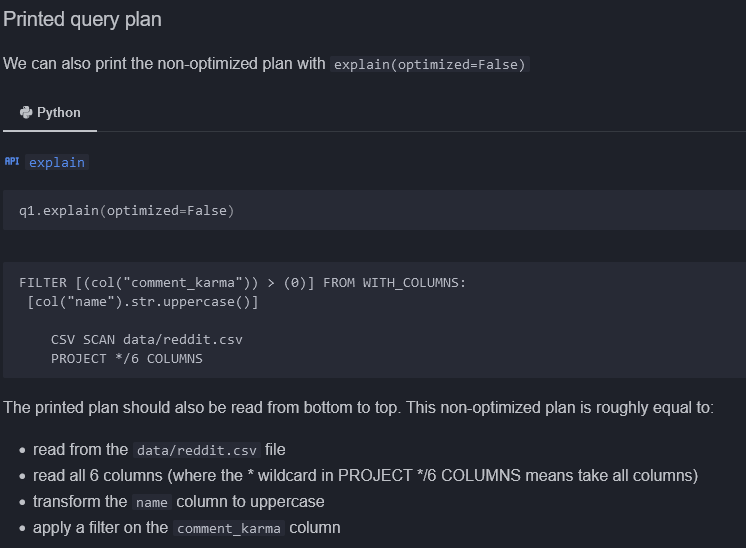 Printed query plan
We can also print the non-optimized plan with explain(optimized=False)
Python
API explain
q1.explain(optimized=False)
FILTER [(col("comment_karma")) > (0)] FROM WITH_COLUMNS:
[col("name").str.uppercase()]
CSV SCAN data/reddit.csv
PROJECT */6 COLUMNS
The printed plan should also be read from bottom to top. This non-optimized plan is roughly equal to:
• read from the data/reddit.csv file
• read all 6 columns (where the * wildcard in PROJECT */6 COLUMNS means take all columns)
• transform the name column to uppercase
• apply a filter on the comment_karma column